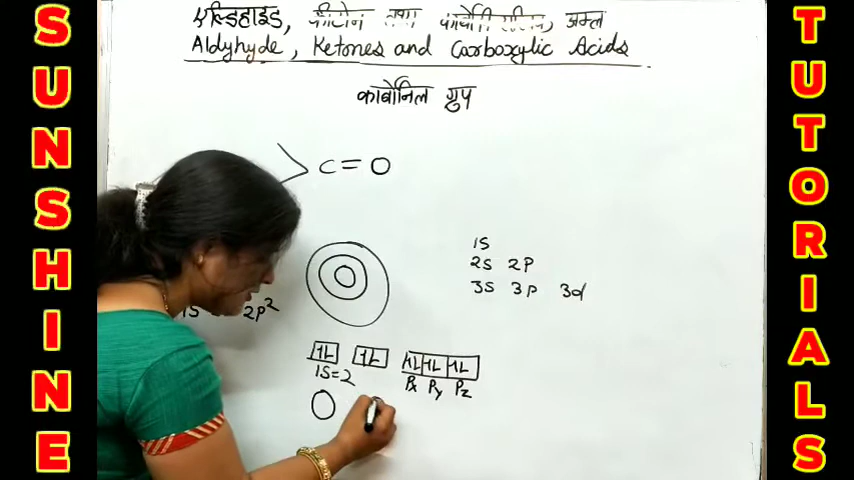 SUNSHINE
TUTORIALS
एल्डिहाइड, कीटोन तथा कार्बोक्सिलिक अम्ल
Aldyhyde, Ketones and Carboxylic Acids
कार्बोनिल ग्रुप
C = O
1S
2S 2P
3S 3P 3d
1S 2P²
1S=2
Px Py Pz